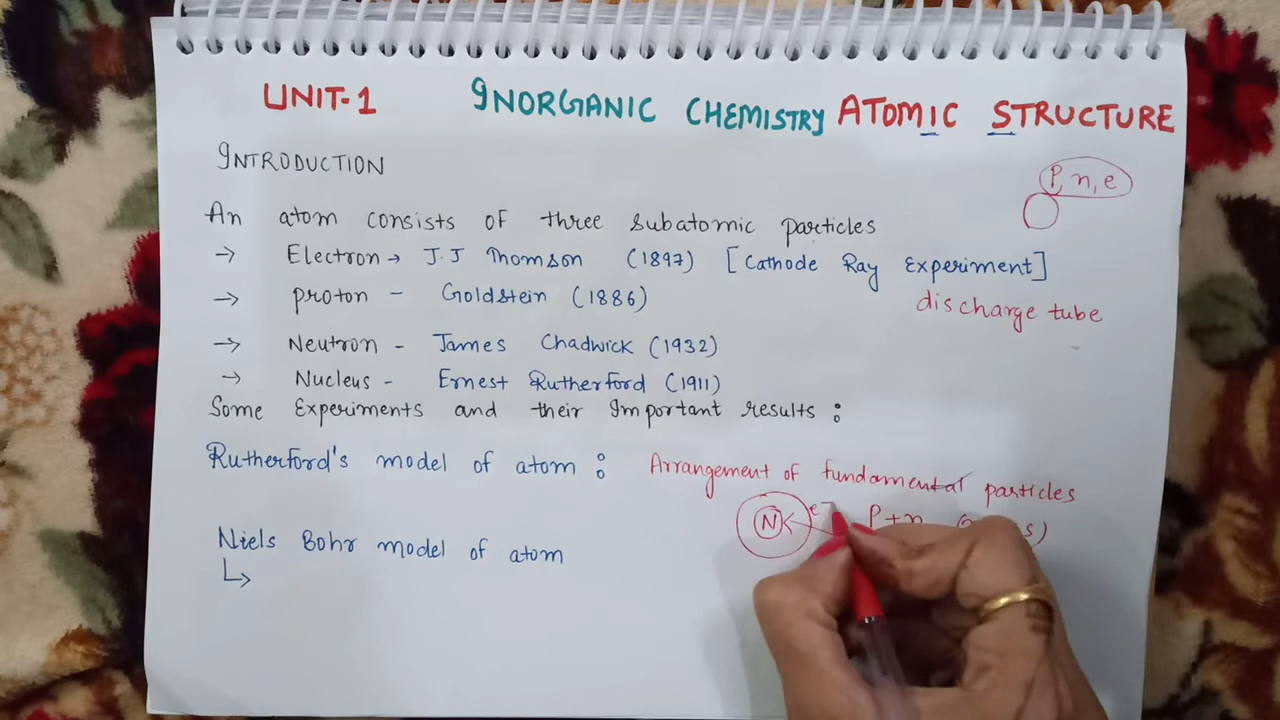 UNIT-1 INORGANIC CHEMISTRY ATOMIC STRUCTURE
INTRODUCTION
P, n, e
An atom consists of three subatomic particles
→ Electron → J.J Thomson (1897) [Cathode Ray Experiment]
→ proton - Goldstein (1886)
discharge tube
→ Neutron - James Chadwick (1932)
→ Nucleus - Ernest Rutherford (1911)
Some Experiments and their Important results :
Rutherford's model of atom : Arrangement of fundamental particles
N e- P+n
Niels Bohr model of atom